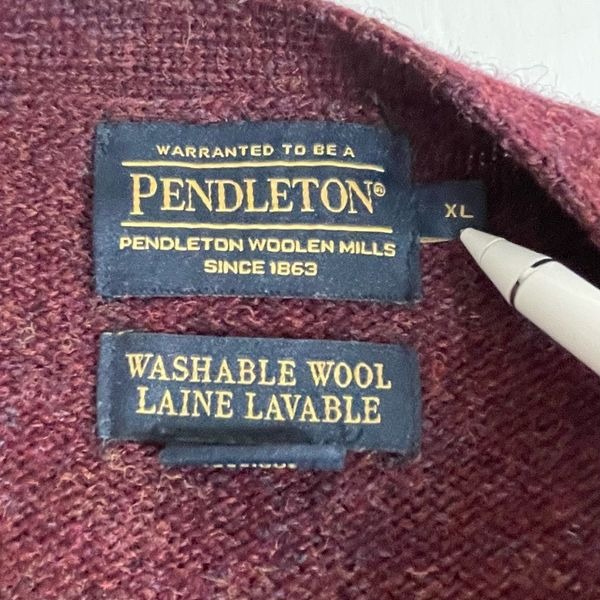 WARRANTED TO BE A
PENDLETON®
PENDLETON WOOLEN MILLS
SINCE 1863
XL
WASHABLE WOOL
LAINE LAVABLE